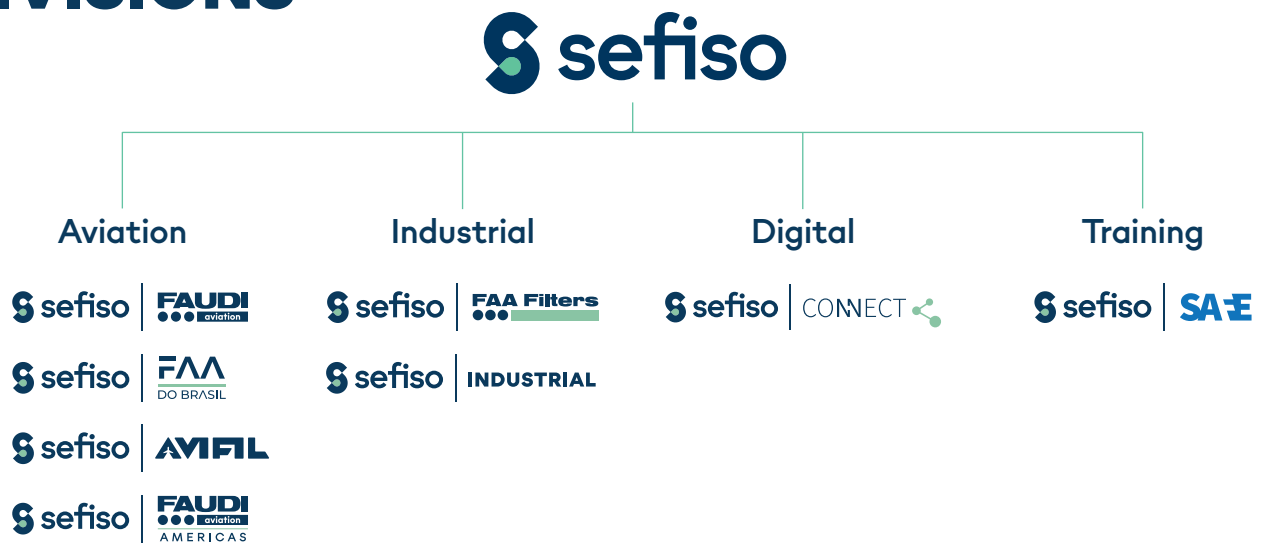 sefiso
Aviation
Industrial
Digital
Training
sefiso FAUDI aviation
sefiso FAA Filters
sefiso CONNECT
sefiso SAFE
sefiso FAA DO BRASIL
sefiso INDUSTRIAL
sefiso AVIFIL
sefiso FAUDI aviation AMERICAS